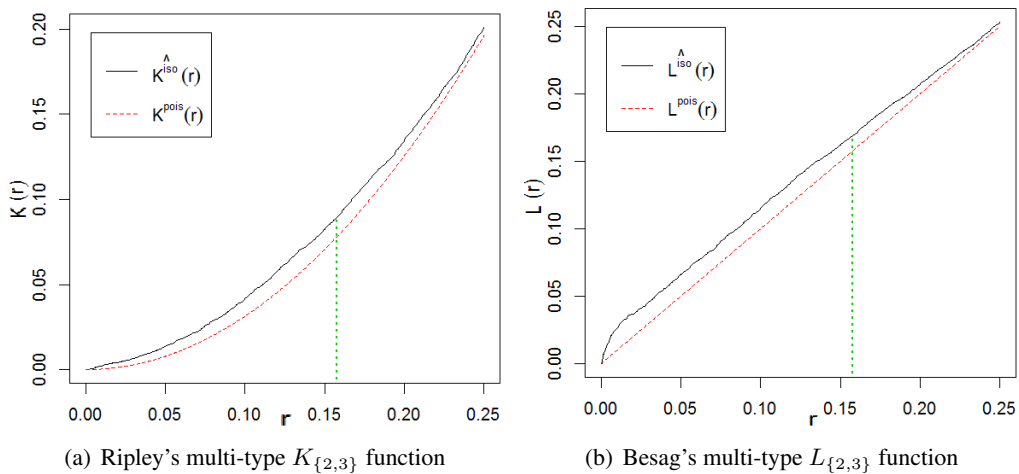 0.20
0.15
0.10
0.05
0.00
K (r)
K^iso(r)
K^pois(r)
0.00 0.05 0.10 0.15 0.20 0.25
r
0.25
0.20
0.15
0.10
0.05
0.00
L (r)
L^iso(r)
L^pois(r)
0.00 0.05 0.10 0.15 0.20 0.25
r
(a) Ripley's multi-type K{2,3} function
(b) Besag's multi-type L{2,3} function